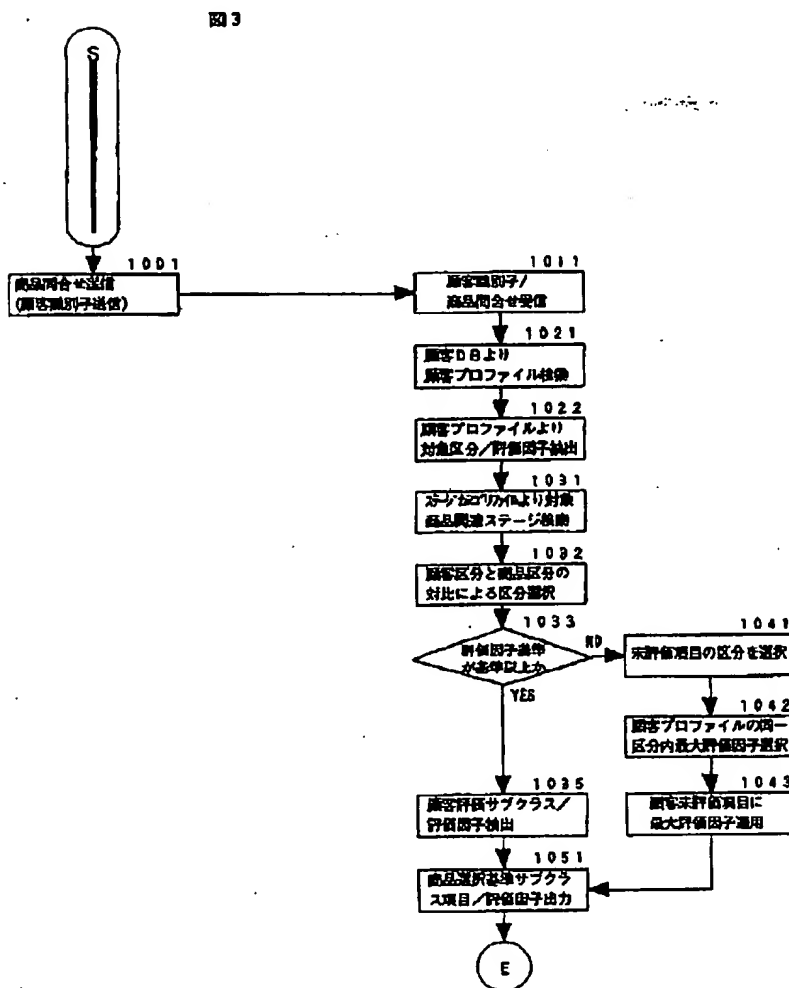 図3
S
1001
商品問合せ送信
(顧客識別子送信)
1011
顧客識別子/
商品問合せ受信
1021
顧客DBより
顧客プロファイル検索
1022
顧客プロファイルより
対象区分/評価因子抽出
1031
ステージカテゴリファイルより対象
商品関連ステージ検索
1032
顧客区分と商品区分の
対比による区分選択
1033
評価因子基準
が基準以上か
NO
YES
1041
未評価項目の区分を選択
1042
顧客プロファイルの同一
区分内最大評価因子選択
1043
顧客未評価項目に
最大評価因子適用
1035
顧客評価サブクラス/
評価因子抽出
1051
商品選択基準サブクラ
ス項目/評価因子出力
E